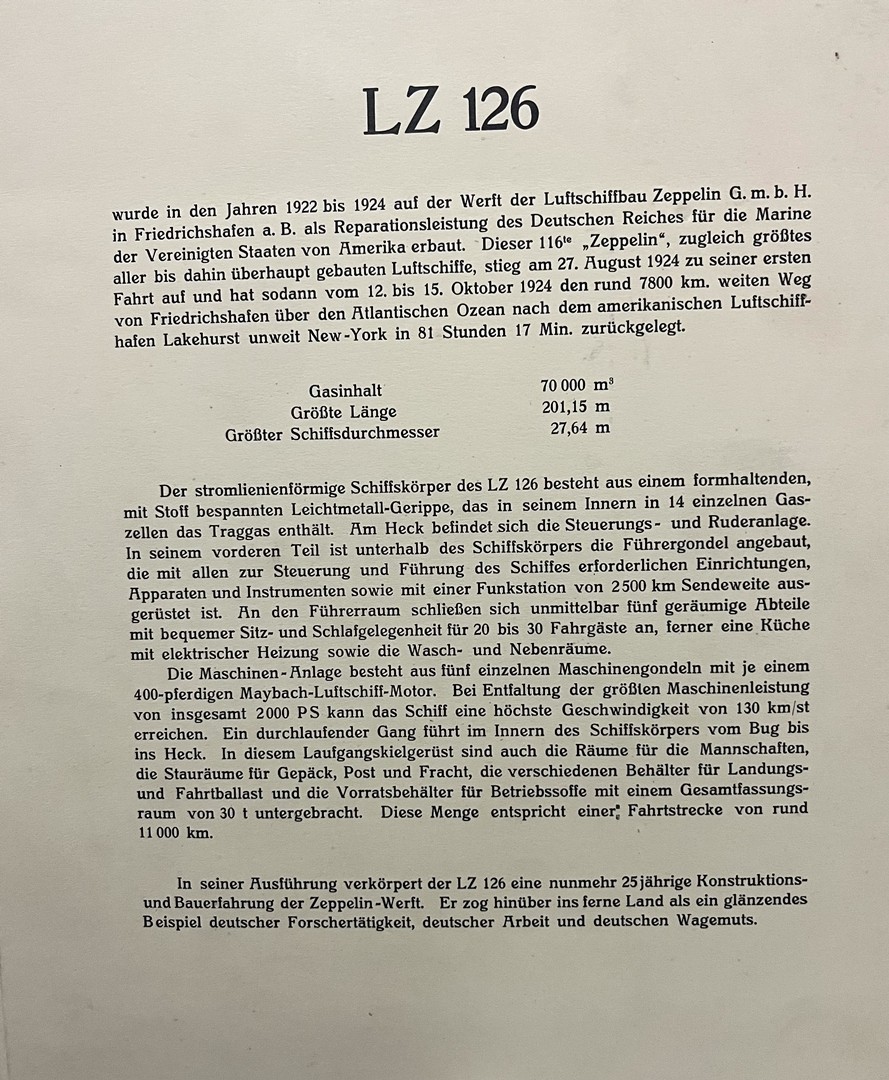 LZ 126
wurde in den Jahren 1922 bis 1924 auf der Werft der Luftschiffbau Zeppelin G. m. b. H.
in Friedrichshafen a. B. als Reparationsleistung des Deutschen Reiches für die Marine
der Vereinigten Staaten von Amerika erbaut. Dieser 116te „Zeppelin“, zugleich größtes
aller bis dahin überhaupt gebauten Luftschiffe, stieg am 27. August 1924 zu seiner ersten
Fahrt auf und hat sodann vom 12. bis 15. Oktober 1924 den rund 7800 km. weiten Weg
von Friedrichshafen über den Atlantischen Ozean nach dem amerikanischen Luftschiff-
hafen Lakehurst unweit New-York in 81 Stunden 17 Min. zurückgelegt.
Gasinhalt 70 000 m³
Größte Länge 201,15 m
Größter Schiffsdurchmesser 27,64 m
Der stromlienienförmige Schiffskörper des LZ 126 besteht aus einem formhaltenden,
mit Stoff bespannten Leichtmetall-Gerippe, das in seinem Innern in 14 einzelnen Gas-
zellen das Traggas enthält. Am Heck befindet sich die Steuerungs- und Ruderanlage.
In seinem vorderen Teil ist unterhalb des Schiffskörpers die Führergondel angebaut,
die mit allen zur Steuerung und Führung des Schiffes erforderlichen Einrichtungen,
Apparaten und Instrumenten sowie mit einer Funkstation von 2500 km Sendeweite aus-
gerüstet ist. An den Führerraum schließen sich unmittelbar fünf geräumige Abteile
mit bequemer Sitz- und Schlafgelegenheit für 20 bis 30 Fahrgäste an, ferner eine Küche
mit elektrischer Heizung sowie die Wasch- und Nebenräume.
Die Maschinen-Anlage besteht aus fünf einzelnen Maschinengondeln mit je einem
400-pferdigen Maybach-Luftschiff-Motor. Bei Entfaltung der größten Maschinenleistung
von insgesamt 2000 PS kann das Schiff eine höchste Geschwindigkeit von 130 km/st
erreichen. Ein durchlaufender Gang führt im Innern des Schiffskörpers vom Bug bis
ins Heck. In diesem Laufgangskielgerüst sind auch die Räume für die Mannschaften,
die Stauräume für Gepäck, Post und Fracht, die verschiedenen Behälter für Landungs-
und Fahrtballast und die Vorratsbehälter für Betriebssoffe mit einem Gesamtfassungs-
raum von 30 t untergebracht. Diese Menge entspricht einer Fahrtstrecke von rund
11 000 km.
In seiner Ausführung verkörpert der LZ 126 eine nunmehr 25jährige Konstruktions-
und Bauerfahrung der Zeppelin-Werft. Er zog hinüber ins ferne Land als ein glänzendes
Beispiel deutscher Forschertätigkeit, deutscher Arbeit und deutschen Wagemuts.